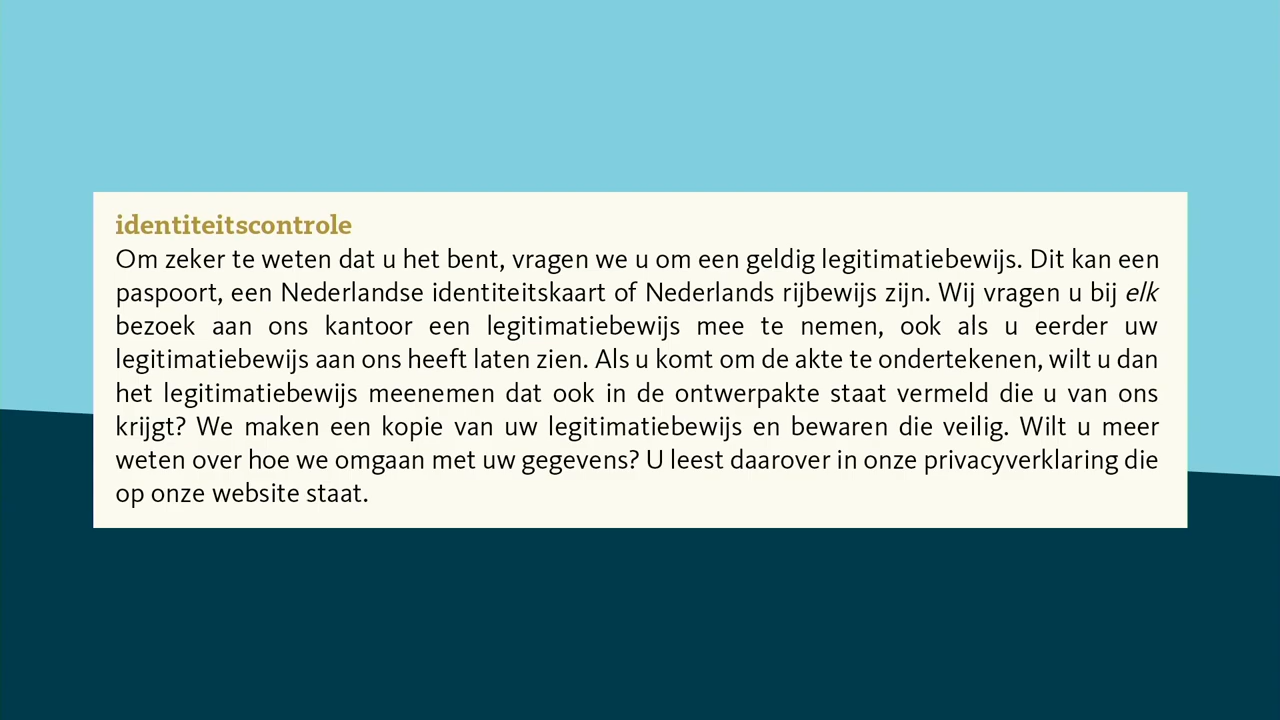 identiteitscontrole
Om zeker te weten dat u het bent, vragen we u om een geldig legitimatiebewijs. Dit kan een
paspoort, een Nederlandse identiteitskaart of Nederlands rijbewijs zijn. Wij vragen u bij elk
bezoek aan ons kantoor een legitimatiebewijs mee te nemen, ook als u eerder uw
legitimatiebewijs aan ons heeft laten zien. Als u komt om de akte te ondertekenen, wilt u dan
het legitimatiebewijs meenemen dat ook in de ontwerpakte staat vermeld die u van ons
krijgt? We maken een kopie van uw legitimatiebewijs en bewaren die veilig. Wilt u meer
weten over hoe we omgaan met uw gegevens? U leest daarover in onze privacyverklaring die
op onze website staat.